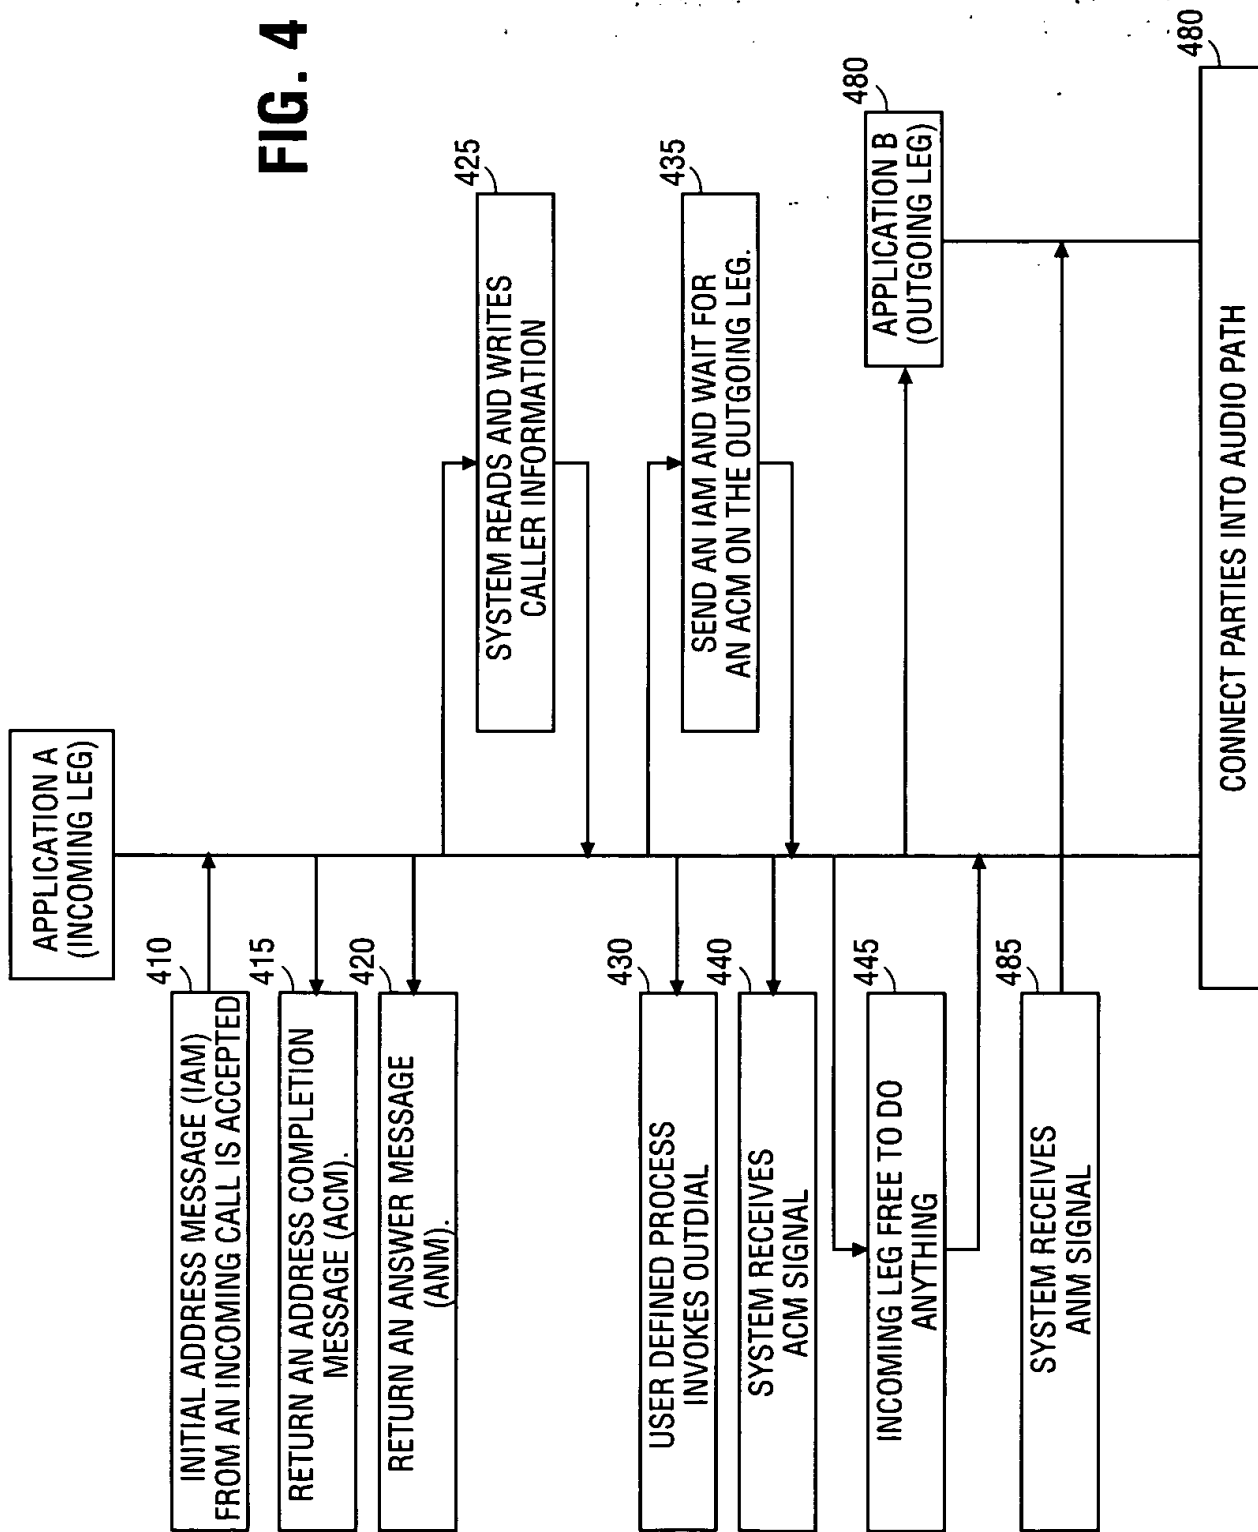 FIG. 4
APPLICATION A
(INCOMING LEG)
410
INITIAL ADDRESS MESSAGE (IAM)
FROM AN INCOMING CALL IS ACCEPTED
415
RETURN AN ADDRESS COMPLETION
MESSAGE (ACM).
420
RETURN AN ANSWER MESSAGE
(ANM).
425
SYSTEM READS AND WRITES
CALLER INFORMATION
430
USER DEFINED PROCESS
INVOKES OUTDIAL
435
SEND AN IAM AND WAIT FOR
AN ACM ON THE OUTGOING LEG.
440
SYSTEM RECEIVES
ACM SIGNAL
445
INCOMING LEG FREE TO DO
ANYTHING
480
APPLICATION B
(OUTGOING LEG)
485
SYSTEM RECEIVES
ANM SIGNAL
480
CONNECT PARTIES INTO AUDIO PATH